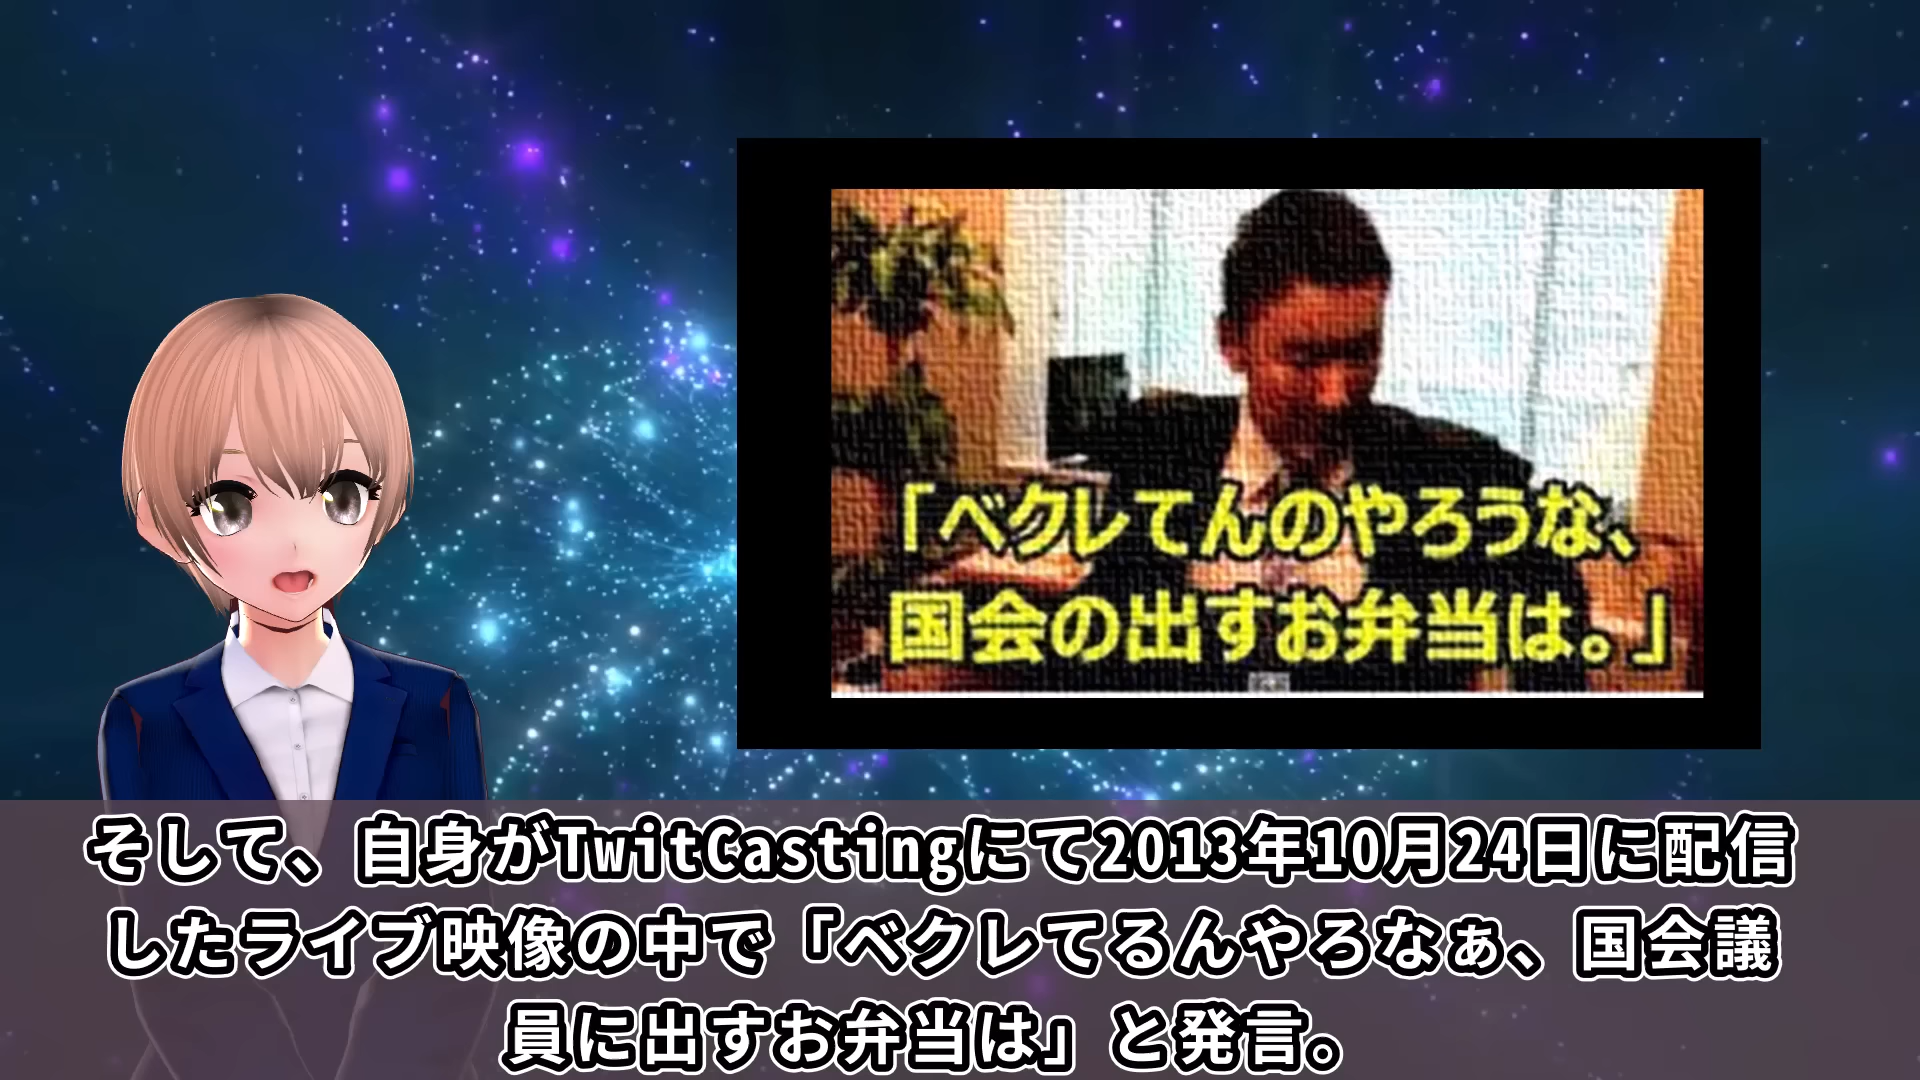 「ベクレてんのやろうな、
国会の出すお弁当は。」
そして、自身がTwitCastingにて2013年10月24日に配信
したライブ映像の中で「ベクレてるんやろなぁ、国会議
員に出すお弁当は」と発言。